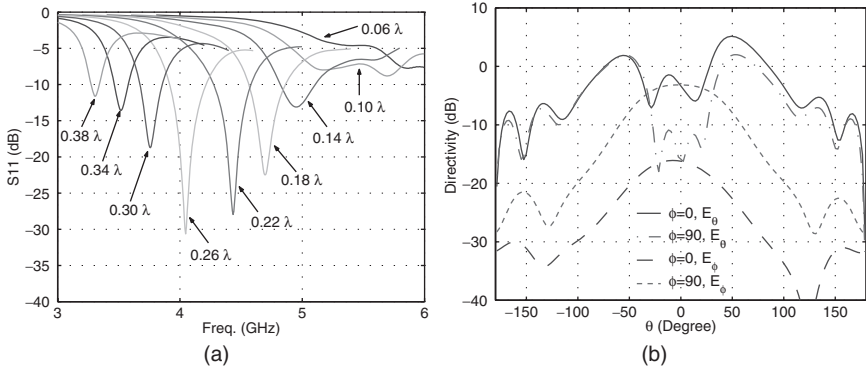 0
−5
−10
−15
−20
−25
−30
−35
−40
S11 (dB)
3
4
5
6
Freq. (GHz)
0.06 λ
0.10 λ
0.14 λ
0.18 λ
0.22 λ
0.26 λ
0.30 λ
0.34 λ
0.38 λ
(a)
10
0
−10
−20
−30
−40
Directivity (dB)
−150
−100
−50
0
50
100
150
θ (Degree)
ϕ=0, Eθ
ϕ=90, Eθ
ϕ=0, Eϕ
ϕ=90, Eϕ
(b)